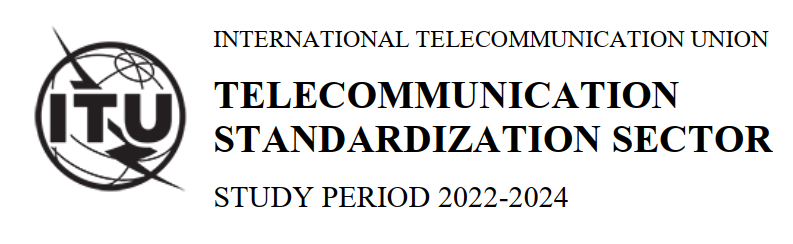 ITU
INTERNATIONAL TELECOMMUNICATION UNION
TELECOMMUNICATION
STANDARDIZATION SECTOR
STUDY PERIOD 2022-2024